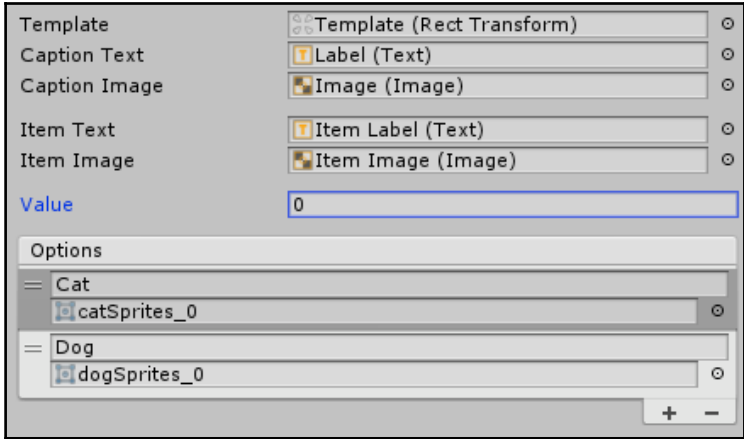 Template Template (Rect Transform)
Caption Text Label (Text)
Caption Image Image (Image)
Item Text Item Label (Text)
Item Image Item Image (Image)
Value 0
Options
Cat
catSprites_0
Dog
dogSprites_0